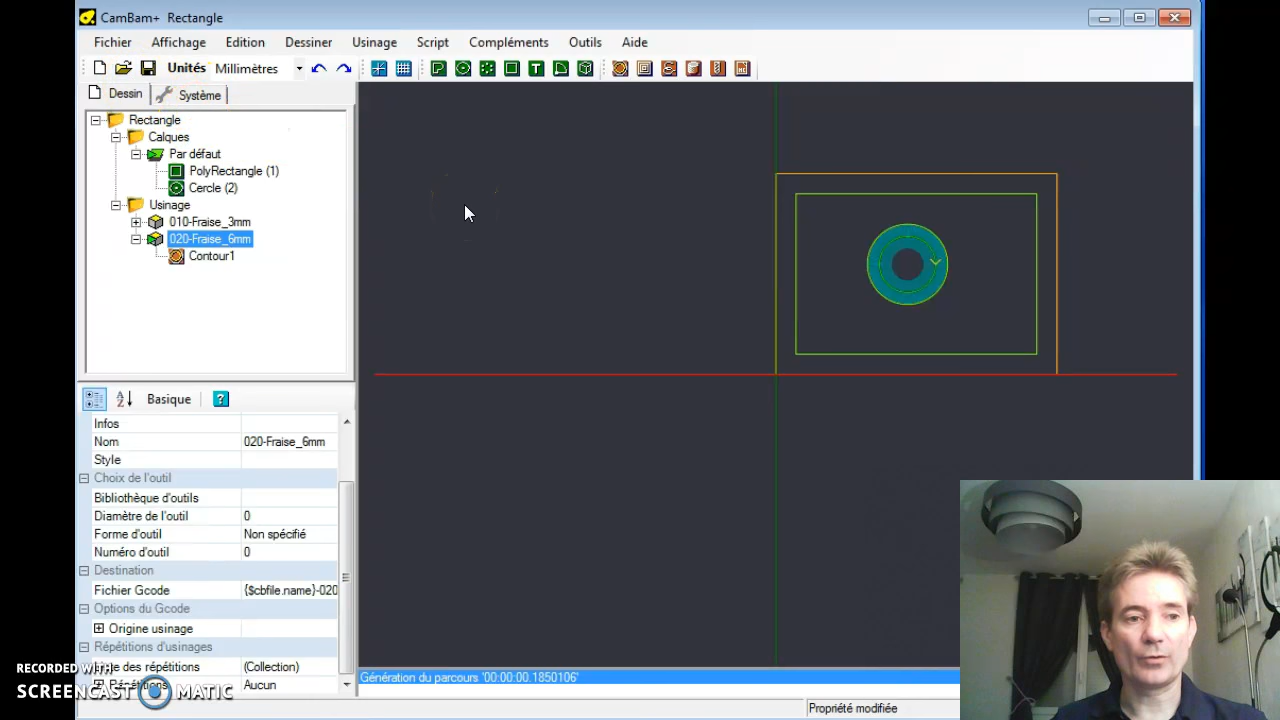 CamBam+ Rectangle
Fichier Affichage Edition Dessiner Usinage Script Compléments Outils Aide
Unités Millimètres
Dessin Système
Rectangle
Calques
Par défaut
PolyRectangle (1)
Cercle (2)
Usinage
010-Fraise_3mm
020-Fraise_6mm
Contour1
Basique
Infos
Nom 020-Fraise_6mm
Style
Choix de l'outil
Bibliothèque d'outils
Diamètre de l'outil 0
Forme d'outil Non spécifié
Numéro d'outil 0
Destination
Fichier Gcode {$cbfile.name}-020
Options du Gcode
Origine usinage
Répétitions d'usinages
des répétitions (Collection)
Aucun
RECORDED WITH
SCREENCAST MATIC
Génération du parcours '00:00:00.1850106'
Propriété modifiée